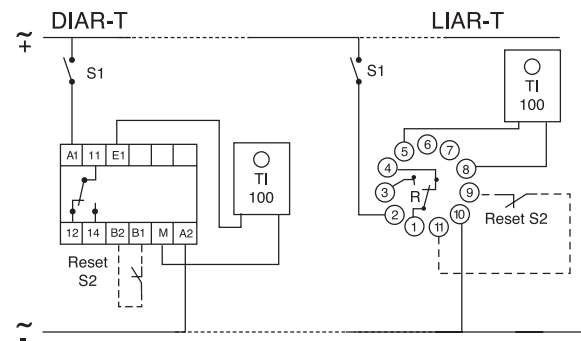 DIAR-T
LIAR-T
~
+
S1
S1
TI
100
A1 11 E1
TI
100
12 14 B2 B1 M A2
Reset
S2
5 6 7
4 8
3 R 9
2 1 11 10
Reset S2
~
-